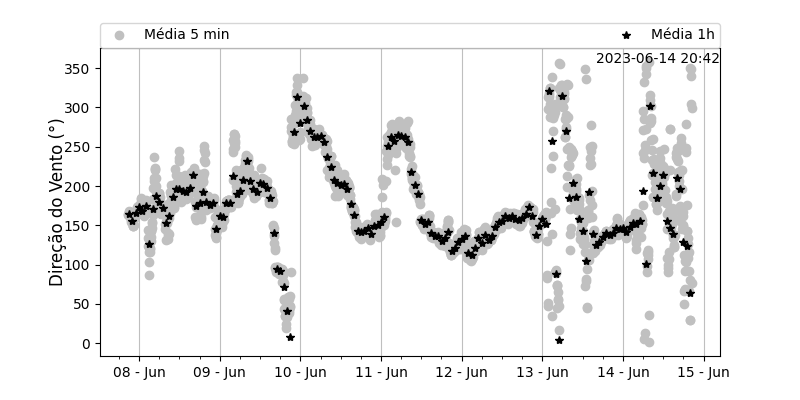 Média 5 min
Média 1h
2023-06-14 20:42
Direção do Vento (°)
350
300
250
200
150
100
50
0
08 - Jun
09 - Jun
10 - Jun
11 - Jun
12 - Jun
13 - Jun
14 - Jun
15 - Jun